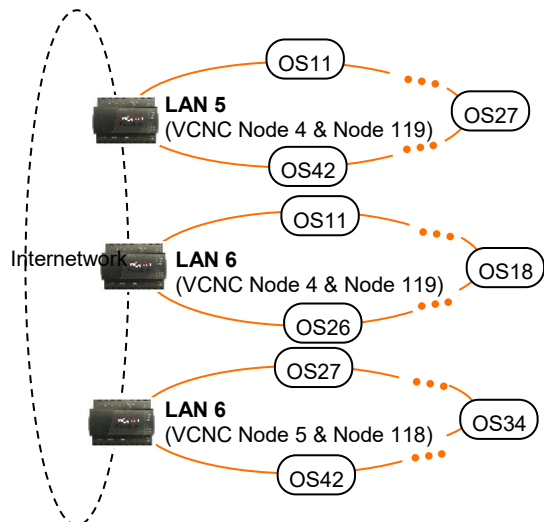 OS11
LAN 5
(VCNC Node 4 & Node 119)
OS27
OS42
OS11
Internetwork
LAN 6
(VCNC Node 4 & Node 119)
OS18
OS26
OS27
LAN 6
(VCNC Node 5 & Node 118)
OS34
OS42